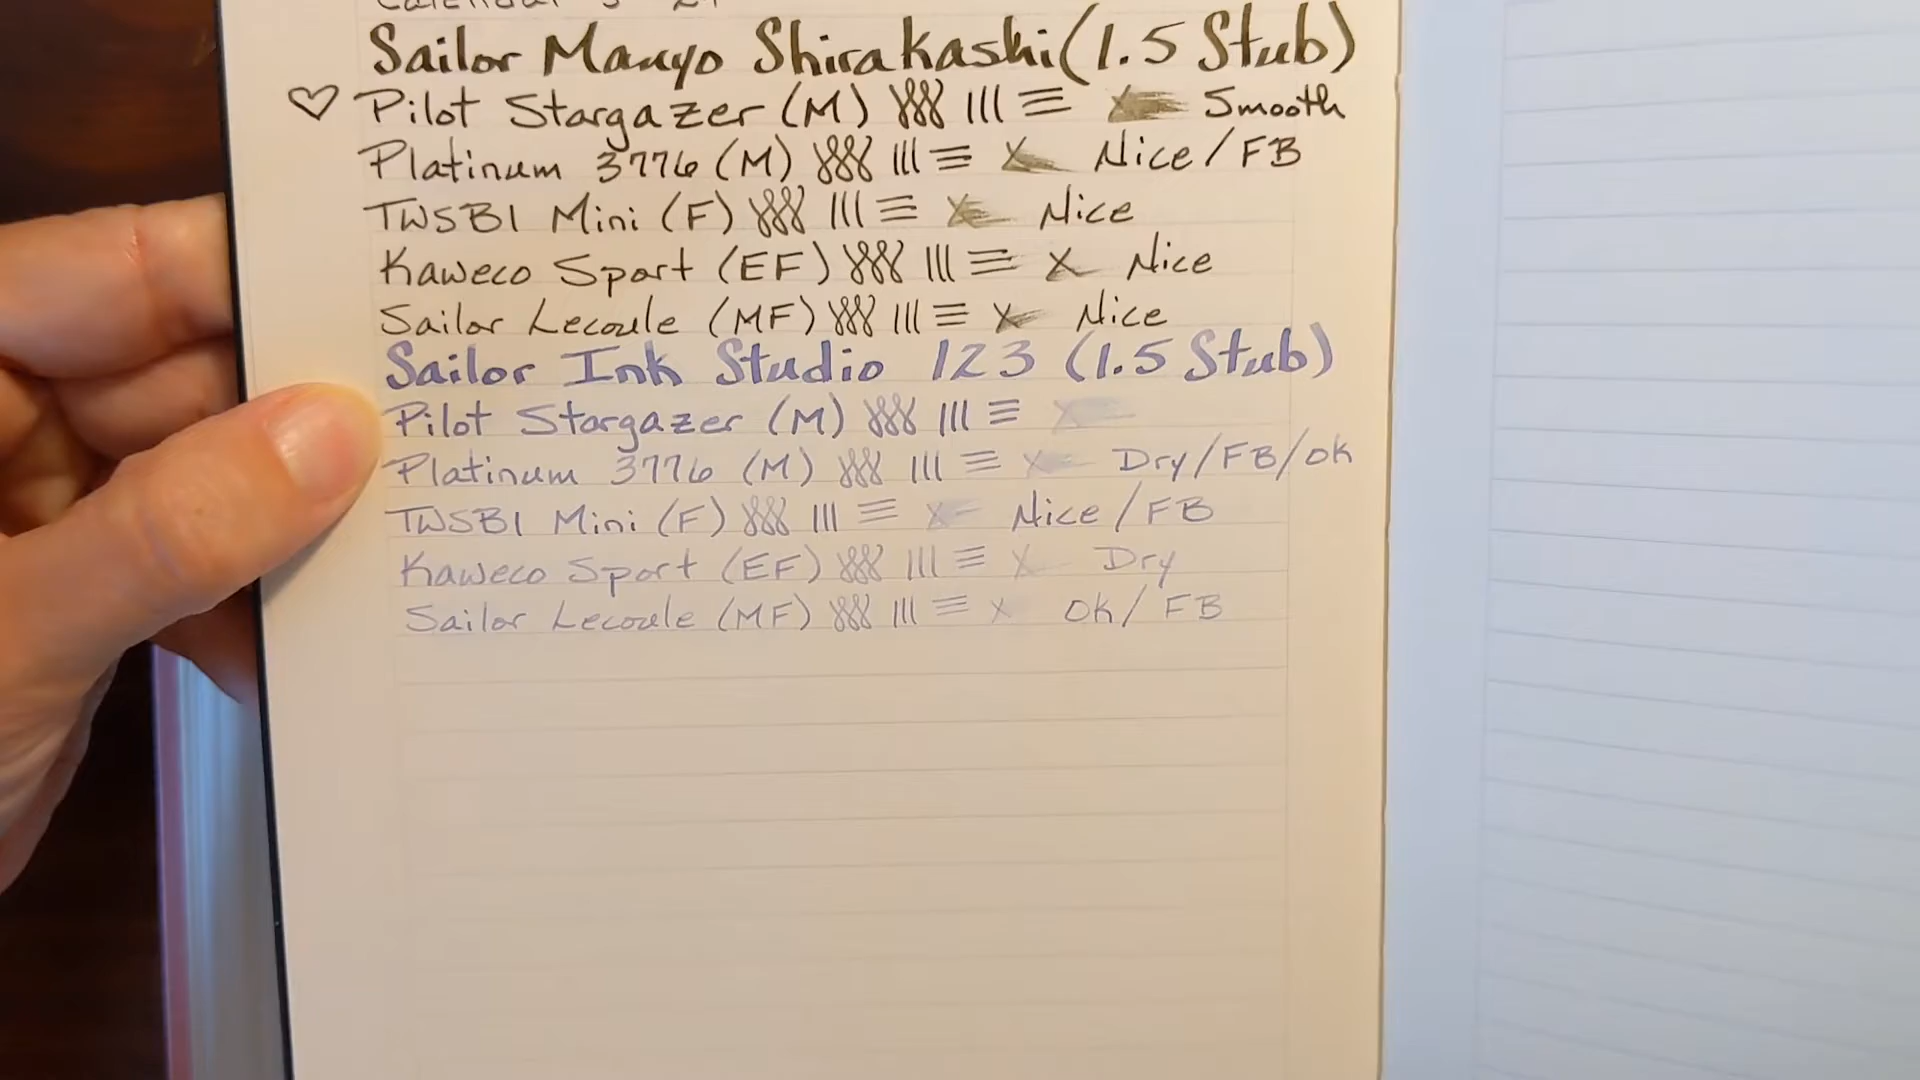 Sailor Manyo Shirakashi (1.5 Stub)
Pilot Stargazer (M) Smooth
Platinum 3776 (M) Nice / FB
TWSBI Mini (F) Nice
Kaweco Sport (EF) Nice
Sailor Lecoule (MF) Nice
Sailor Ink Studio 123 (1.5 Stub)
Pilot Stargazer (M)
Platinum 3776 (M) Dry/FB/OK
TWSBI Mini (F) Nice / FB
Kaweco Sport (EF) Dry
Sailor Lecoule (MF) OK/ FB